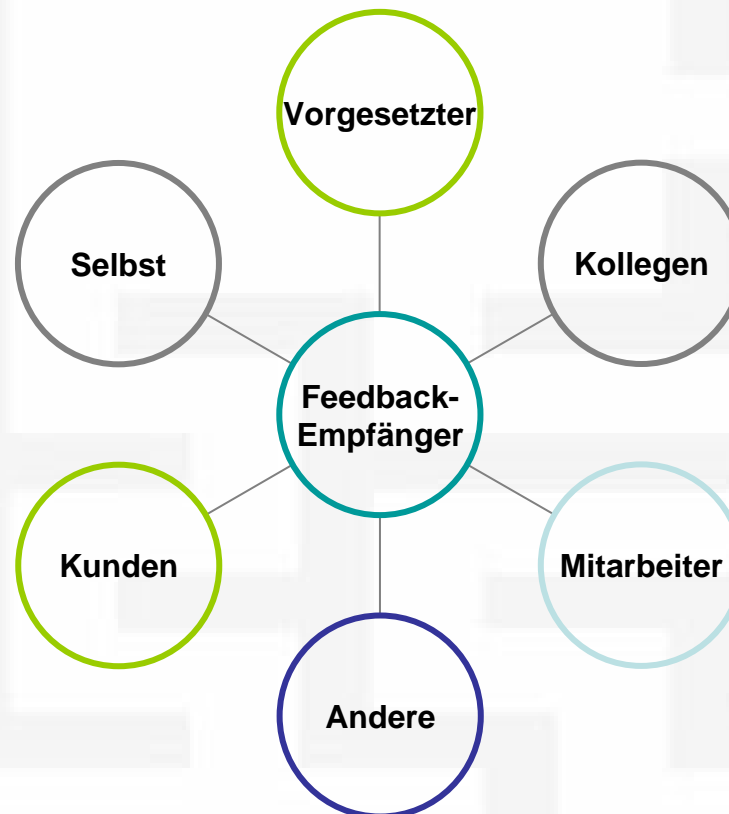 Vorgesetzter
Selbst
Kollegen
Feedback-
Empfänger
Kunden
Mitarbeiter
Andere